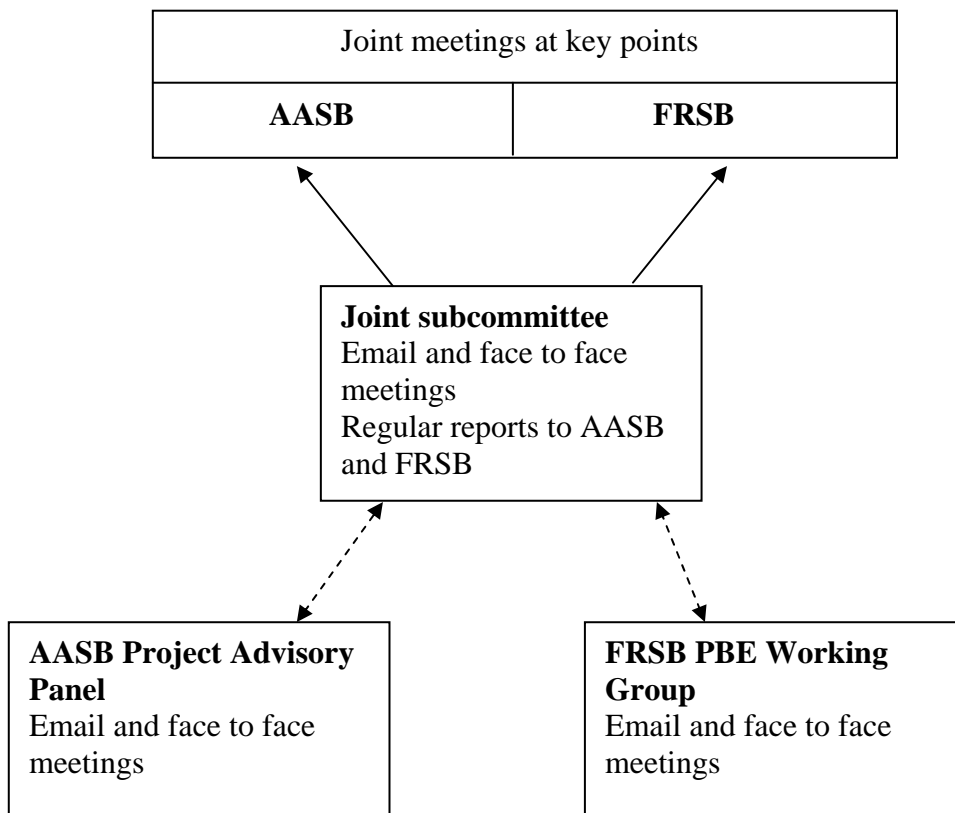 Joint meetings at key points
AASB
FRSB
Joint subcommittee
Email and face to face
meetings
Regular reports to AASB
and FRSB
AASB Project Advisory
Panel
Email and face to face
meetings
FRSB PBE Working
Group
Email and face to face
meetings